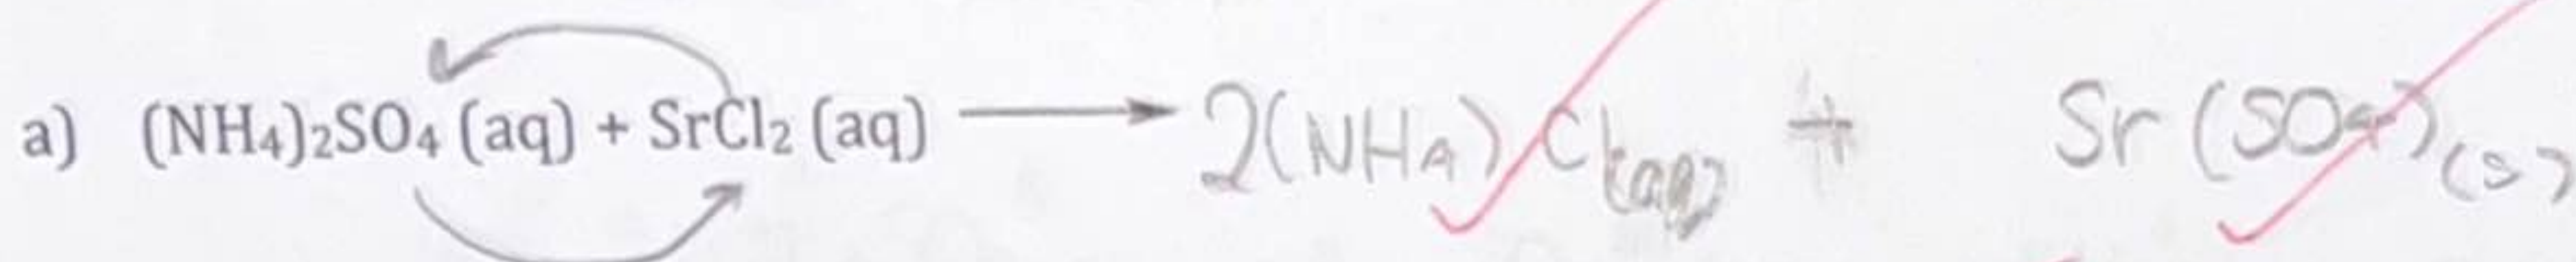 a) (NH₄)₂SO₄ (aq) + SrCl₂ (aq) ⟶ 2(NH₄)Cl(aq) + Sr(SO₄)(s)